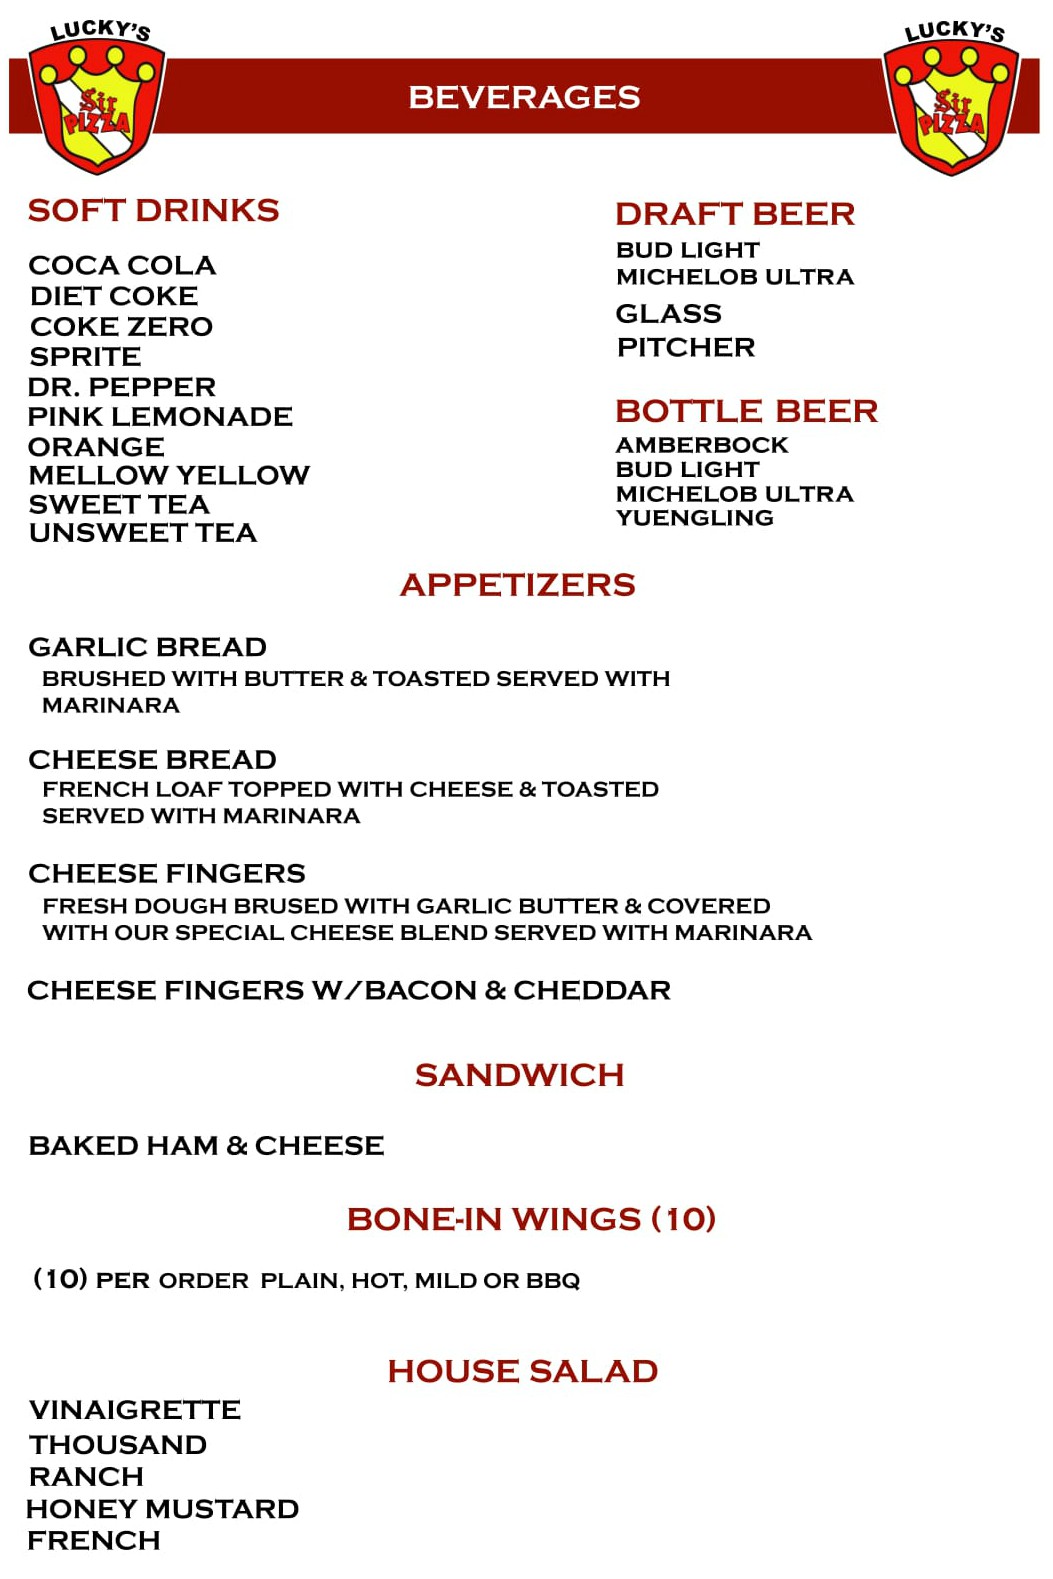 LUCKY'S
Sir
PIZZA
BEVERAGES
LUCKY'S
Sir
PIZZA
SOFT DRINKS
COCA COLA
DIET COKE
COKE ZERO
SPRITE
DR. PEPPER
PINK LEMONADE
ORANGE
MELLOW YELLOW
SWEET TEA
UNSWEET TEA
DRAFT BEER
BUD LIGHT
MICHELOB ULTRA
GLASS
PITCHER
BOTTLE BEER
AMBERBOCK
BUD LIGHT
MICHELOB ULTRA
YUENGLING
APPETIZERS
GARLIC BREAD
BRUSHED WITH BUTTER & TOASTED SERVED WITH
MARINARA
CHEESE BREAD
FRENCH LOAF TOPPED WITH CHEESE & TOASTED
SERVED WITH MARINARA
CHEESE FINGERS
FRESH DOUGH BRUSED WITH GARLIC BUTTER & COVERED
WITH OUR SPECIAL CHEESE BLEND SERVED WITH MARINARA
CHEESE FINGERS W/BACON & CHEDDAR
SANDWICH
BAKED HAM & CHEESE
BONE-IN WINGS (10)
(10) PER ORDER PLAIN, HOT, MILD OR BBQ
HOUSE SALAD
VINAIGRETTE
THOUSAND
RANCH
HONEY MUSTARD
FRENCH